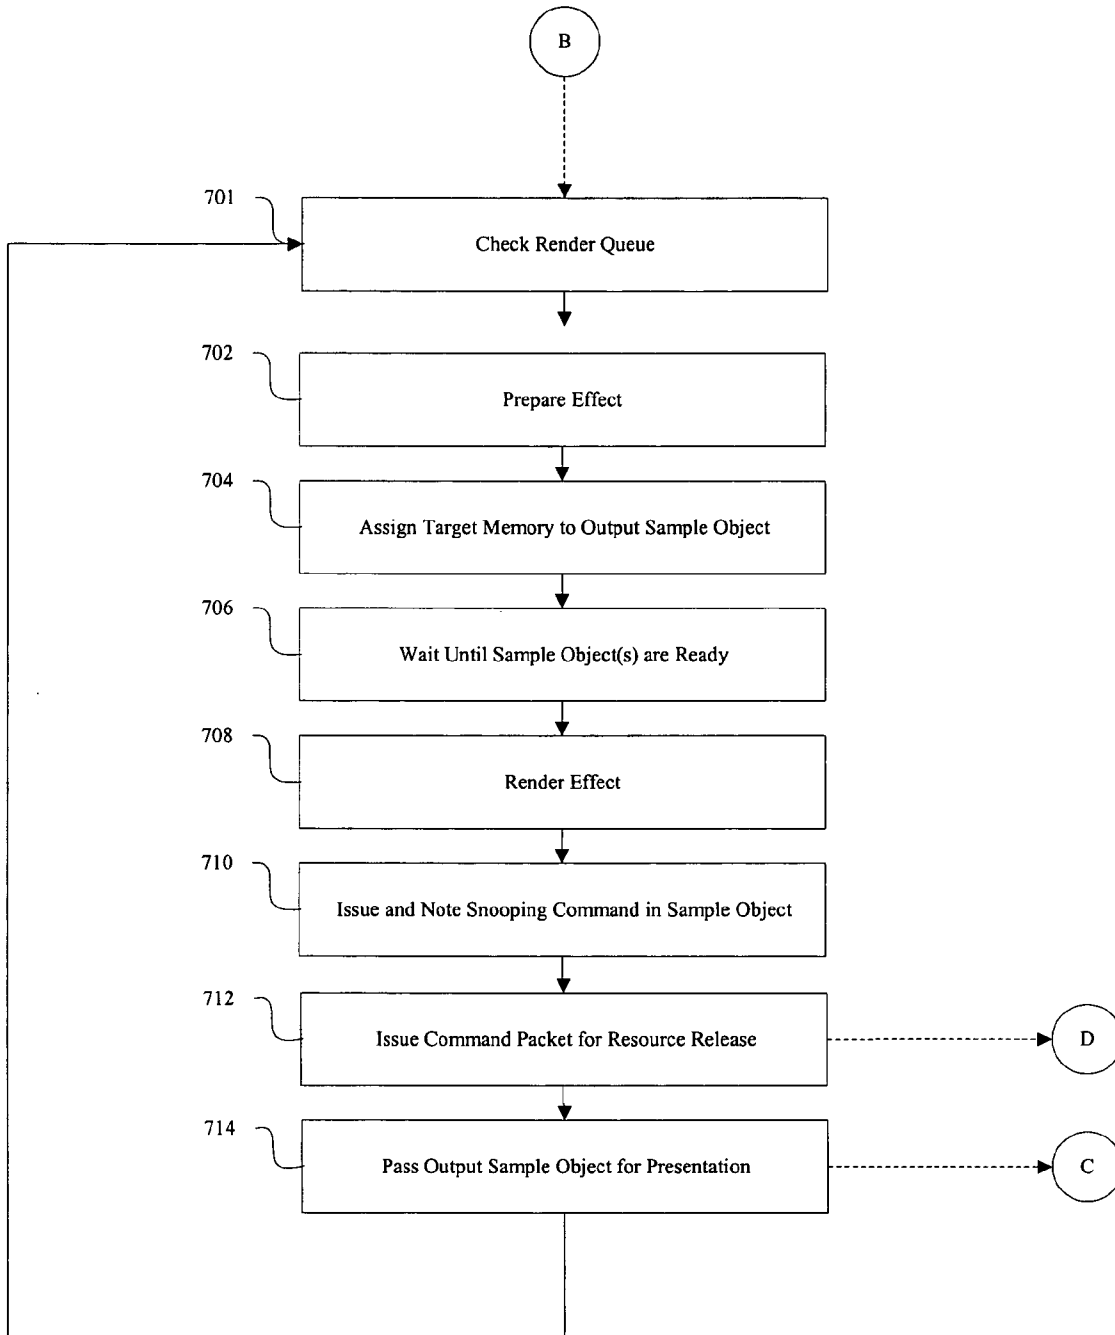 B
701
Check Render Queue
702
Prepare Effect
704
Assign Target Memory to Output Sample Object
706
Wait Until Sample Object(s) are Ready
708
Render Effect
710
Issue and Note Snooping Command in Sample Object
712
Issue Command Packet for Resource Release
D
714
Pass Output Sample Object for Presentation
C